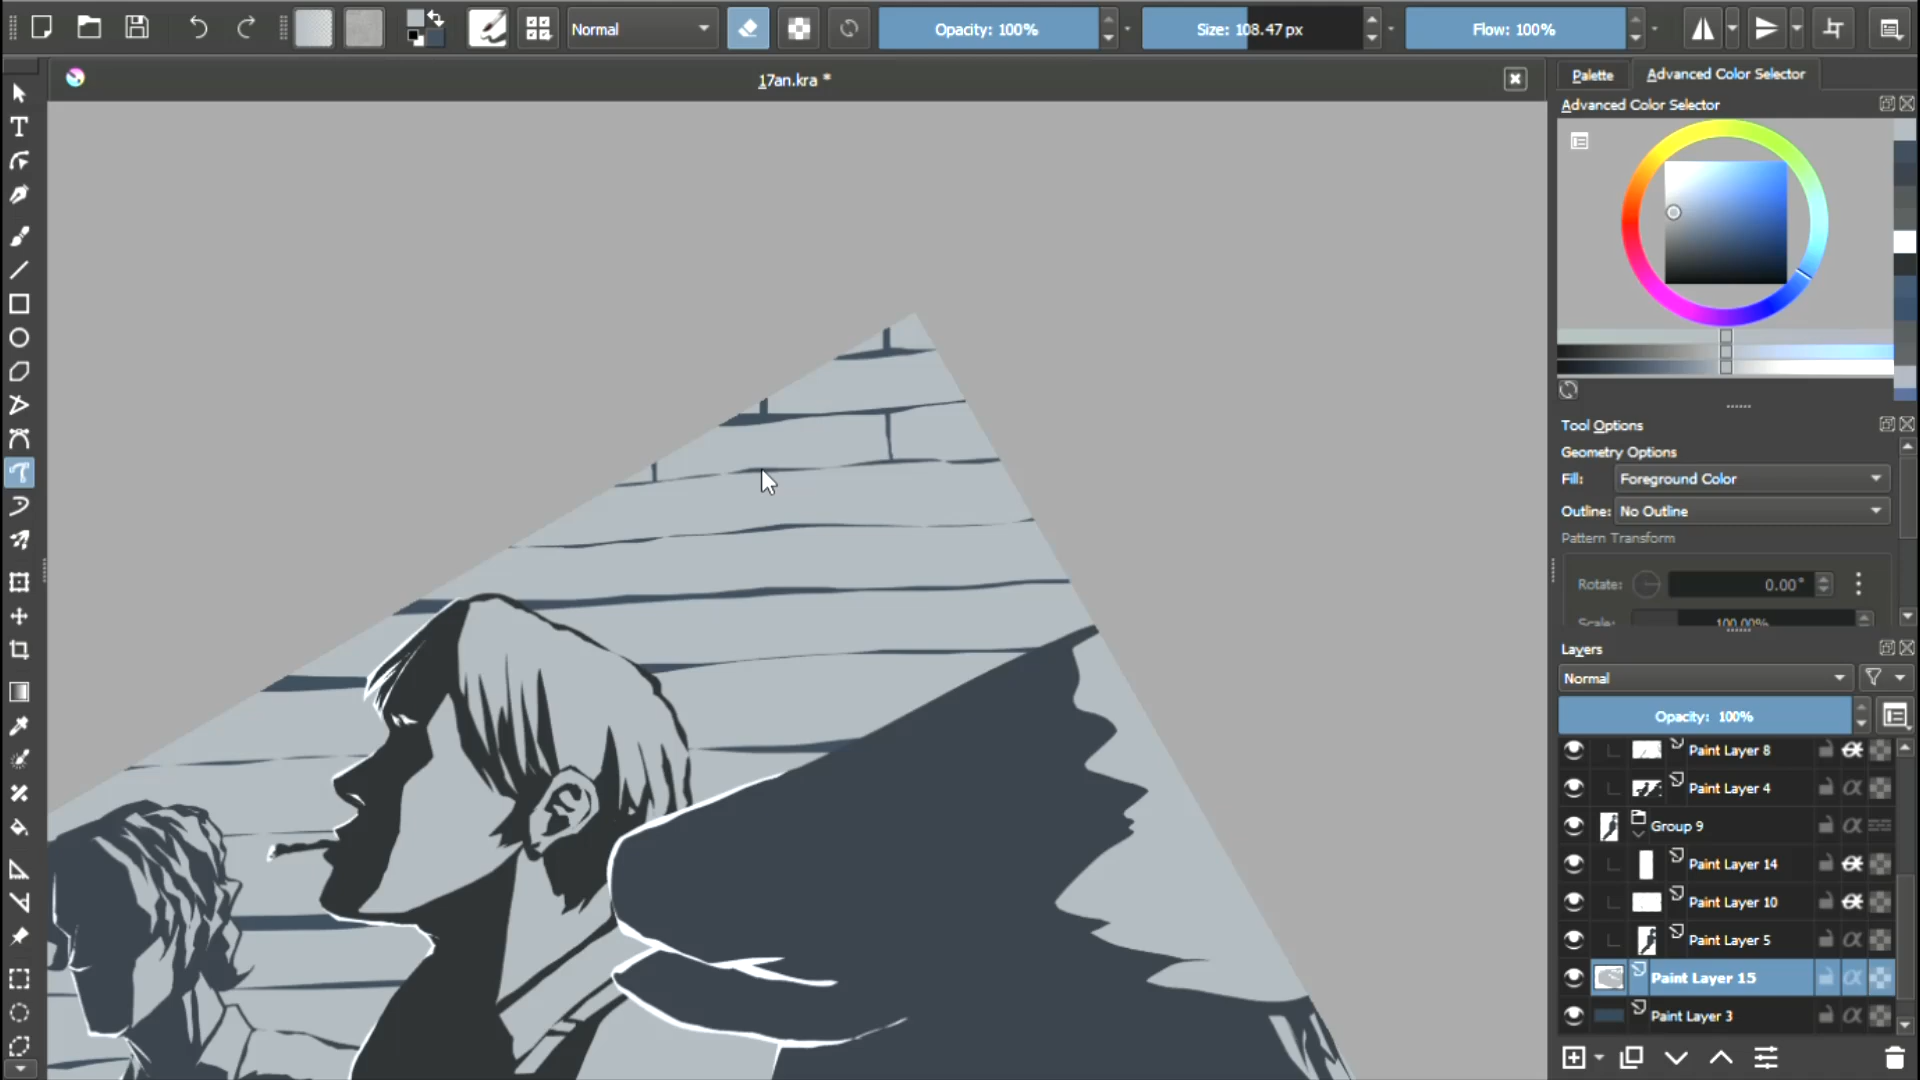 Normal
Opacity: 100%
Size: 108.47 px
Flow: 100%
17an.kra *
Palette
Advanced Color Selector
Advanced Color Selector
Tool Options
Geometry Options
Fill:
Foreground Color
Outline:
No Outline
Pattern Transform
Rotate:
0.00°
Scale:
100.00%
Layers
Normal
Opacity: 100%
Paint Layer 8
Paint Layer 4
Group 9
Paint Layer 14
Paint Layer 10
Paint Layer 5
Paint Layer 15
Paint Layer 3